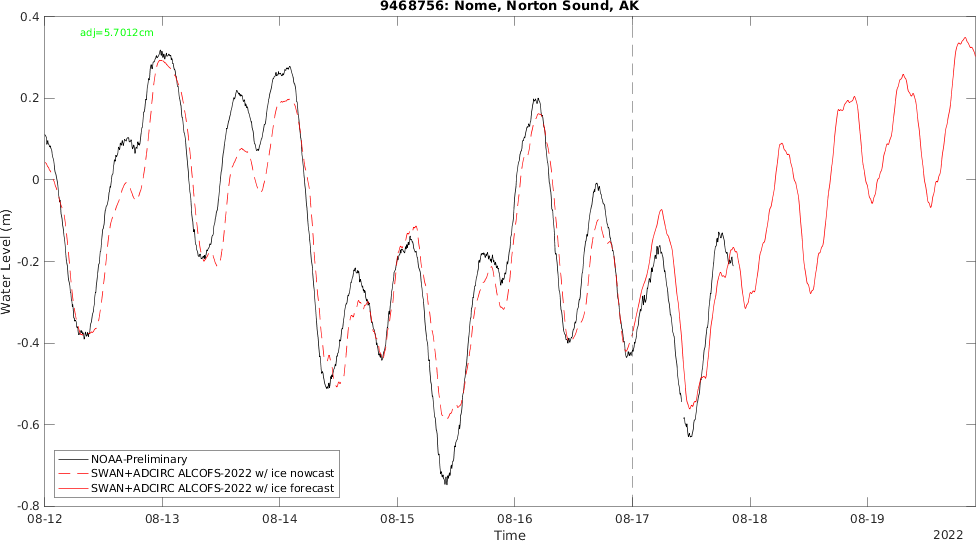 9468756: Nome, Norton Sound, AK
adj=5.7012cm
0.4
0.2
0
-0.2
-0.4
-0.6
-0.8
Water Level (m)
NOAA-Preliminary
SWAN+ADCIRC ALCOFS-2022 w/ ice nowcast
SWAN+ADCIRC ALCOFS-2022 w/ ice forecast
08-12 08-13 08-14 08-15 08-16 08-17 08-18 08-19
Time
2022